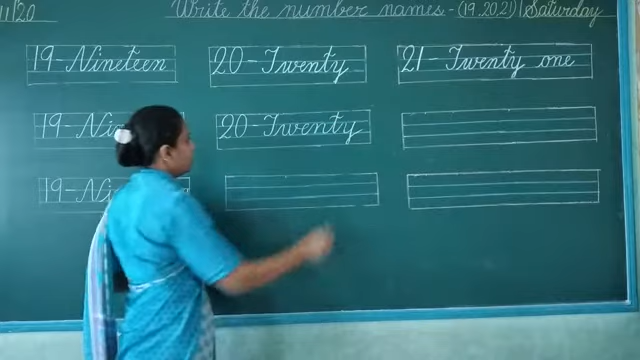 11/20 Write the number names. - (19,20,21) Saturday
19 - Nineteen 20 - Twenty 21 - Twenty one
19 - 20 - Twenty
19 -